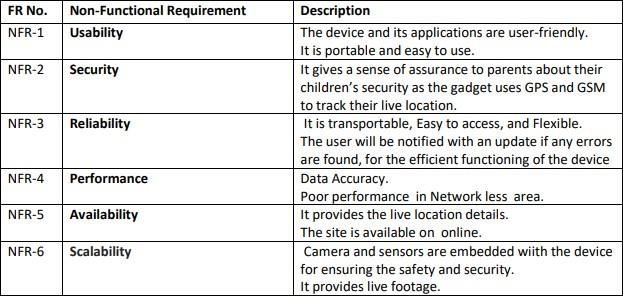 FR No. Non-Functional Requirement Description
NFR-1 Usability The device and its applications are user-friendly.
It is portable and easy to use.
NFR-2 Security It gives a sense of assurance to parents about their
children's security as the gadget uses GPS and GSM
to track their live location.
NFR-3 Reliability It is transportable, Easy to access, and Flexible.
The user will be notified with an update if any errors
are found, for the efficient functioning of the device
NFR-4 Performance Data Accuracy.
Poor performance in Network less area.
NFR-5 Availability It provides the live location details.
The site is available on online.
NFR-6 Scalability Camera and sensors are embedded wiith the device
for ensuring the safety and security.
It provides live footage.